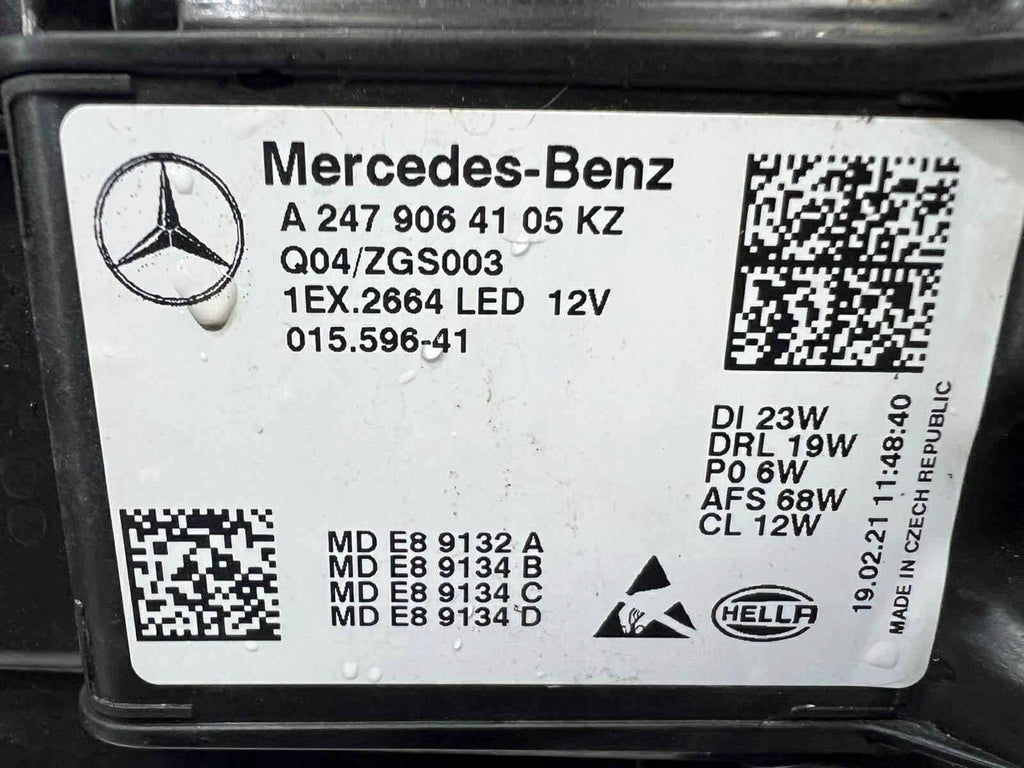 Mercedes-Benz
A 247 906 41 05 KZ
Q04/ZGS003
1EX.2664 LED 12V
015.596-41
DI 23W
DRL 19W
PO 6W
AFS 68W
CL 12W
19.02.21 11:48:40
MADE IN CZECH REPUBLIC
MD E8 9132 A
MD E8 9134 B
MD E8 9134 C
MD E8 9134 D
HELLA